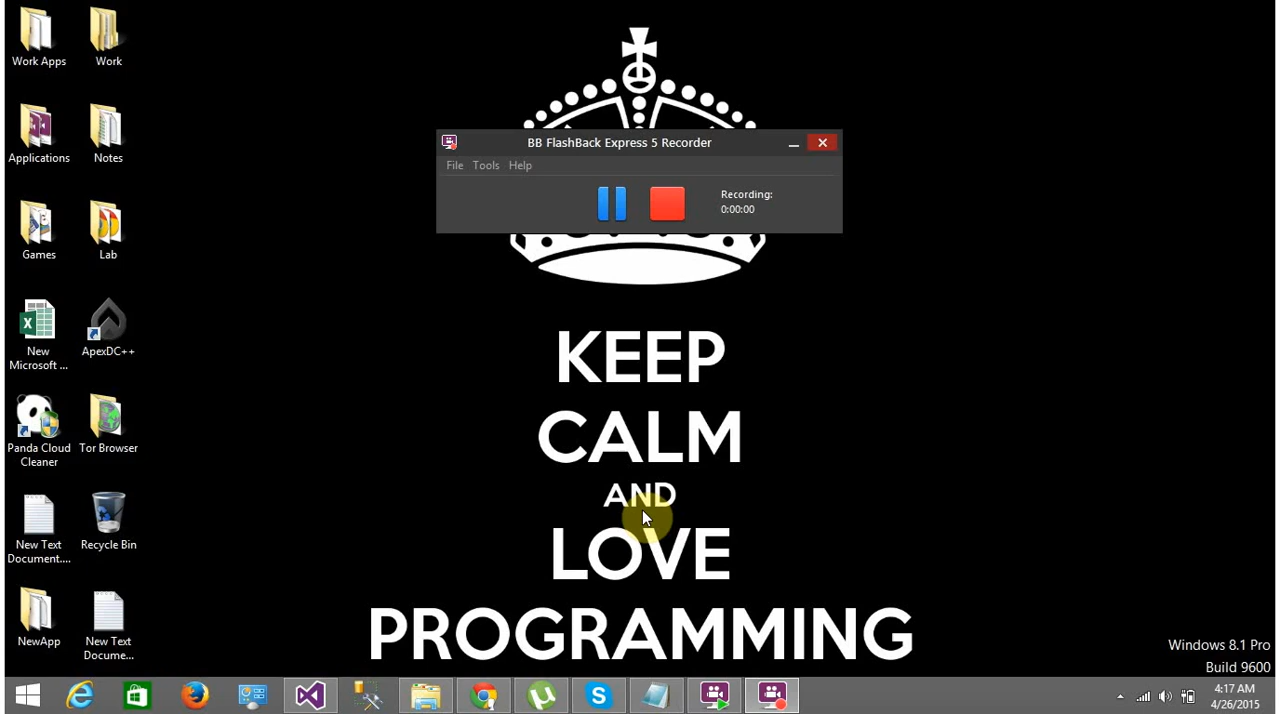 Work Apps
Work
Applications
Notes
Games
Lab
New
Microsoft ...
ApexDC++
Panda Cloud
Cleaner
Tor Browser
New Text
Document....
Recycle Bin
NewApp
New Text
Docume...
BB FlashBack Express 5 Recorder
File Tools Help
Recording:
0:00:00
KEEP
CALM
AND
LOVE
PROGRAMMING
Windows 8.1 Pro
Build 9600
4:17 AM
4/26/2015